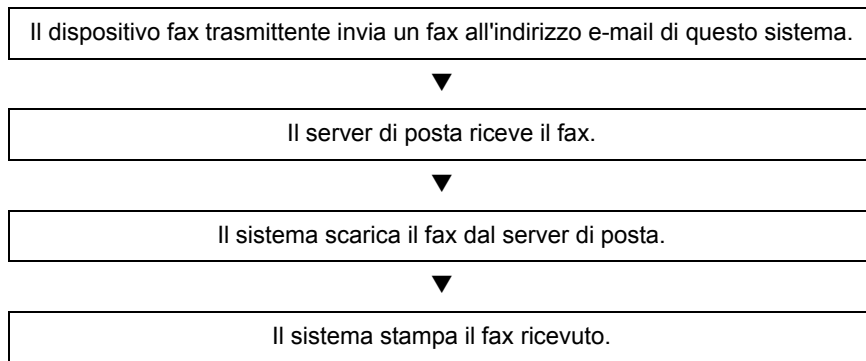 Il dispositivo fax trasmittente invia un fax all'indirizzo e-mail di questo sistema.
▼
Il server di posta riceve il fax.
▼
Il sistema scarica il fax dal server di posta.
▼
Il sistema stampa il fax ricevuto.